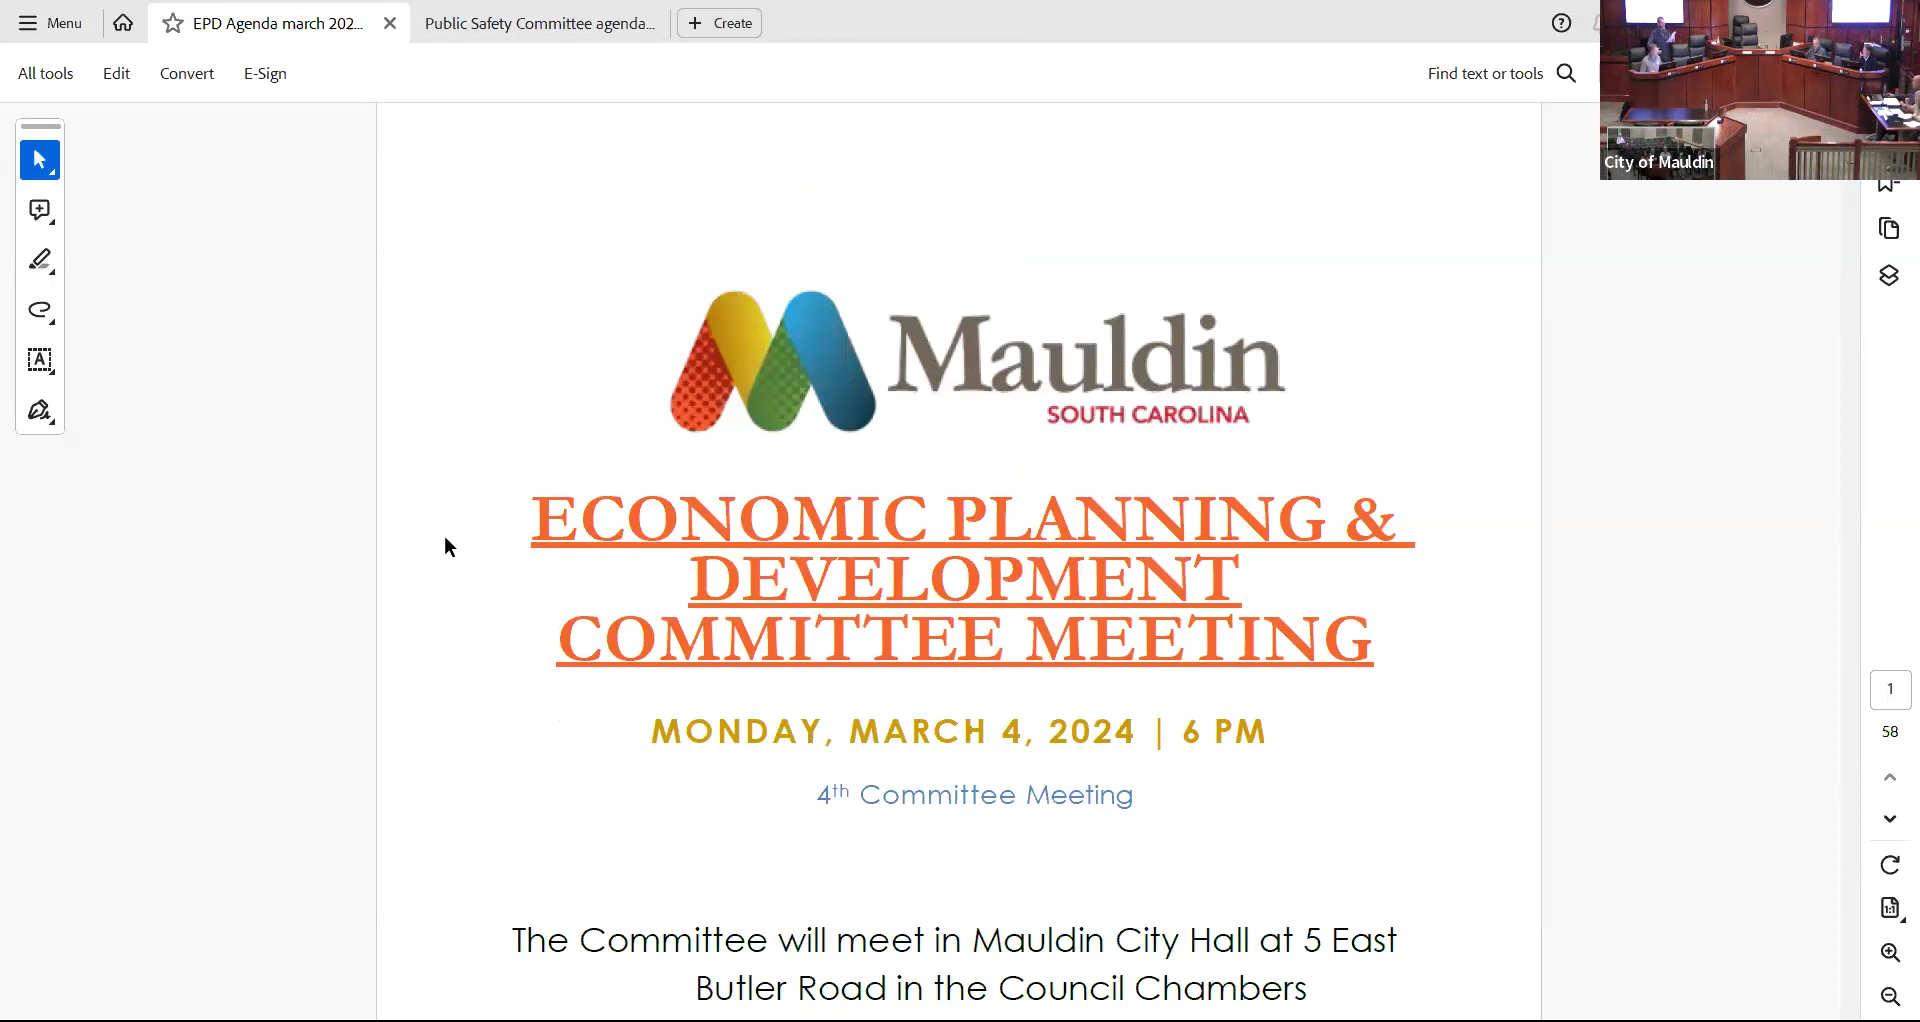 Menu
EPD Agenda march 202...
Public Safety Committee agenda...
Create
All tools
Edit
Convert
E-Sign
Find text or tools
City of Mauldin
Mauldin
SOUTH CAROLINA
ECONOMIC PLANNING &
DEVELOPMENT
COMMITTEE MEETING
MONDAY, MARCH 4, 2024 | 6 PM
4th Committee Meeting
The Committee will meet in Mauldin City Hall at 5 East
Butler Road in the Council Chambers
1
58